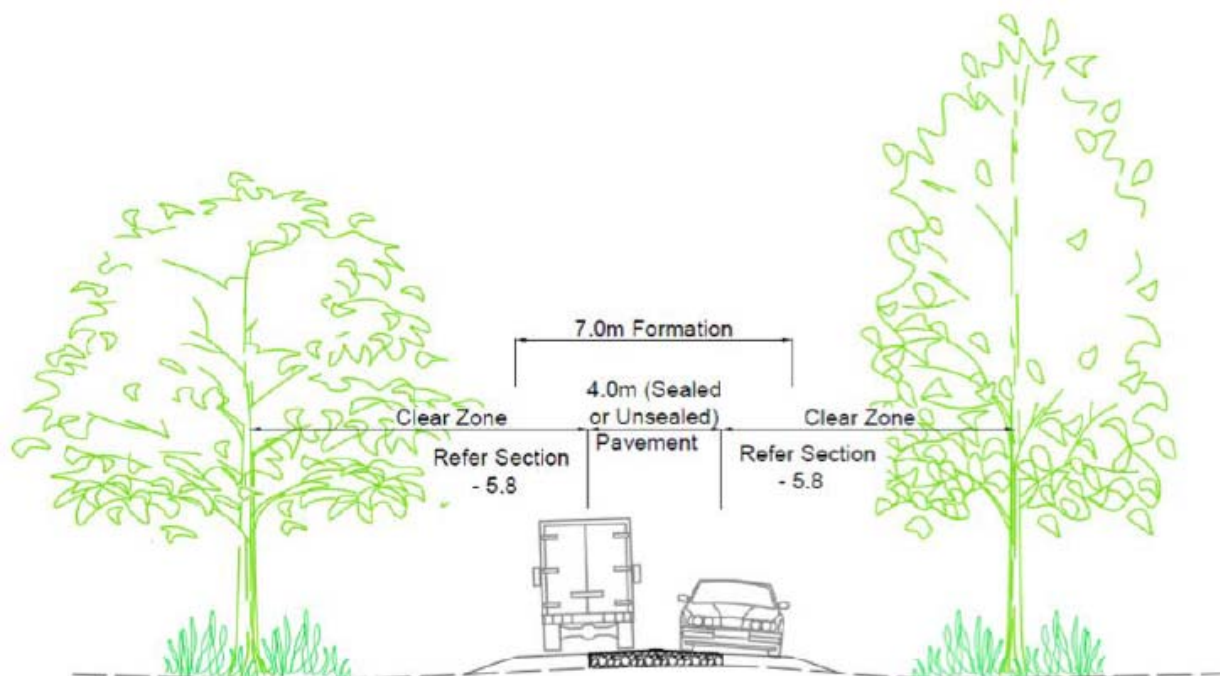 7.0m Formation
4.0m (Sealed
or Unsealed)
Pavement
Clear Zone
Clear Zone
Refer Section
- 5.8
Refer Section
- 5.8